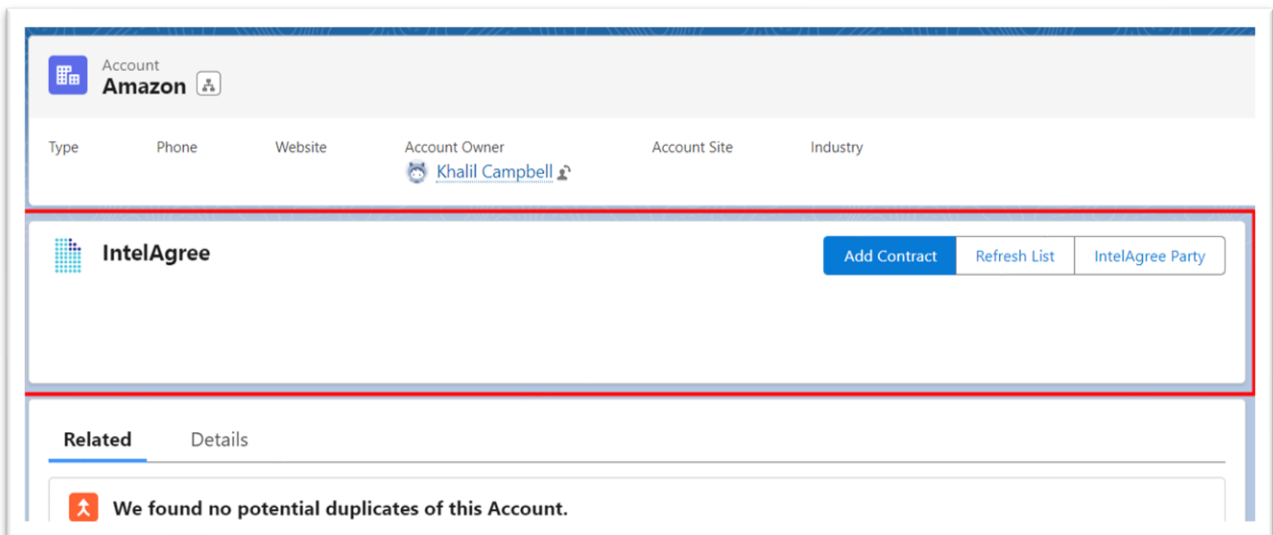 Account
Amazon
Type Phone Website Account Owner Account Site Industry
Khalil Campbell
IntelAgree
Add Contract Refresh List IntelAgree Party
Related Details
We found no potential duplicates of this Account.